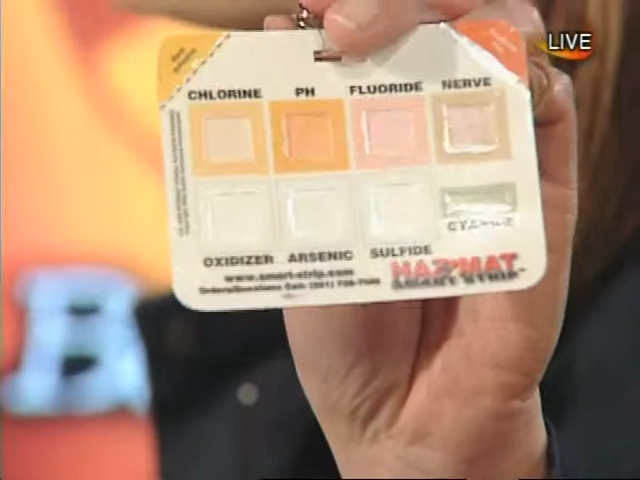 LIVE
CHLORINE PH FLUORIDE NERVE
CYANIDE
OXIDIZER ARSENIC SULFIDE
www.smart-strip.com
HAZMAT
SMART STRIP
B